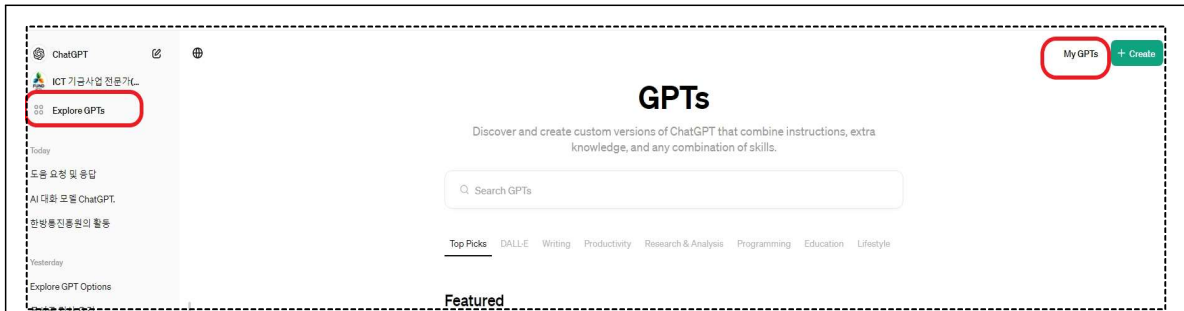 ChatGPT
ICT 기금사업 전문가(...
Explore GPTs
Today
도움 요청 및 응답
AI 대화 모델 ChatGPT.
한방통진흥원의 활동
Yesterday
Explore GPT Options
My GPTs
+ Create
GPTs
Discover and create custom versions of ChatGPT that combine instructions, extra
knowledge, and any combination of skills.
Search GPTs
Top Picks DALL·E Writing Productivity Research & Analysis Programming Education Lifestyle
Featured